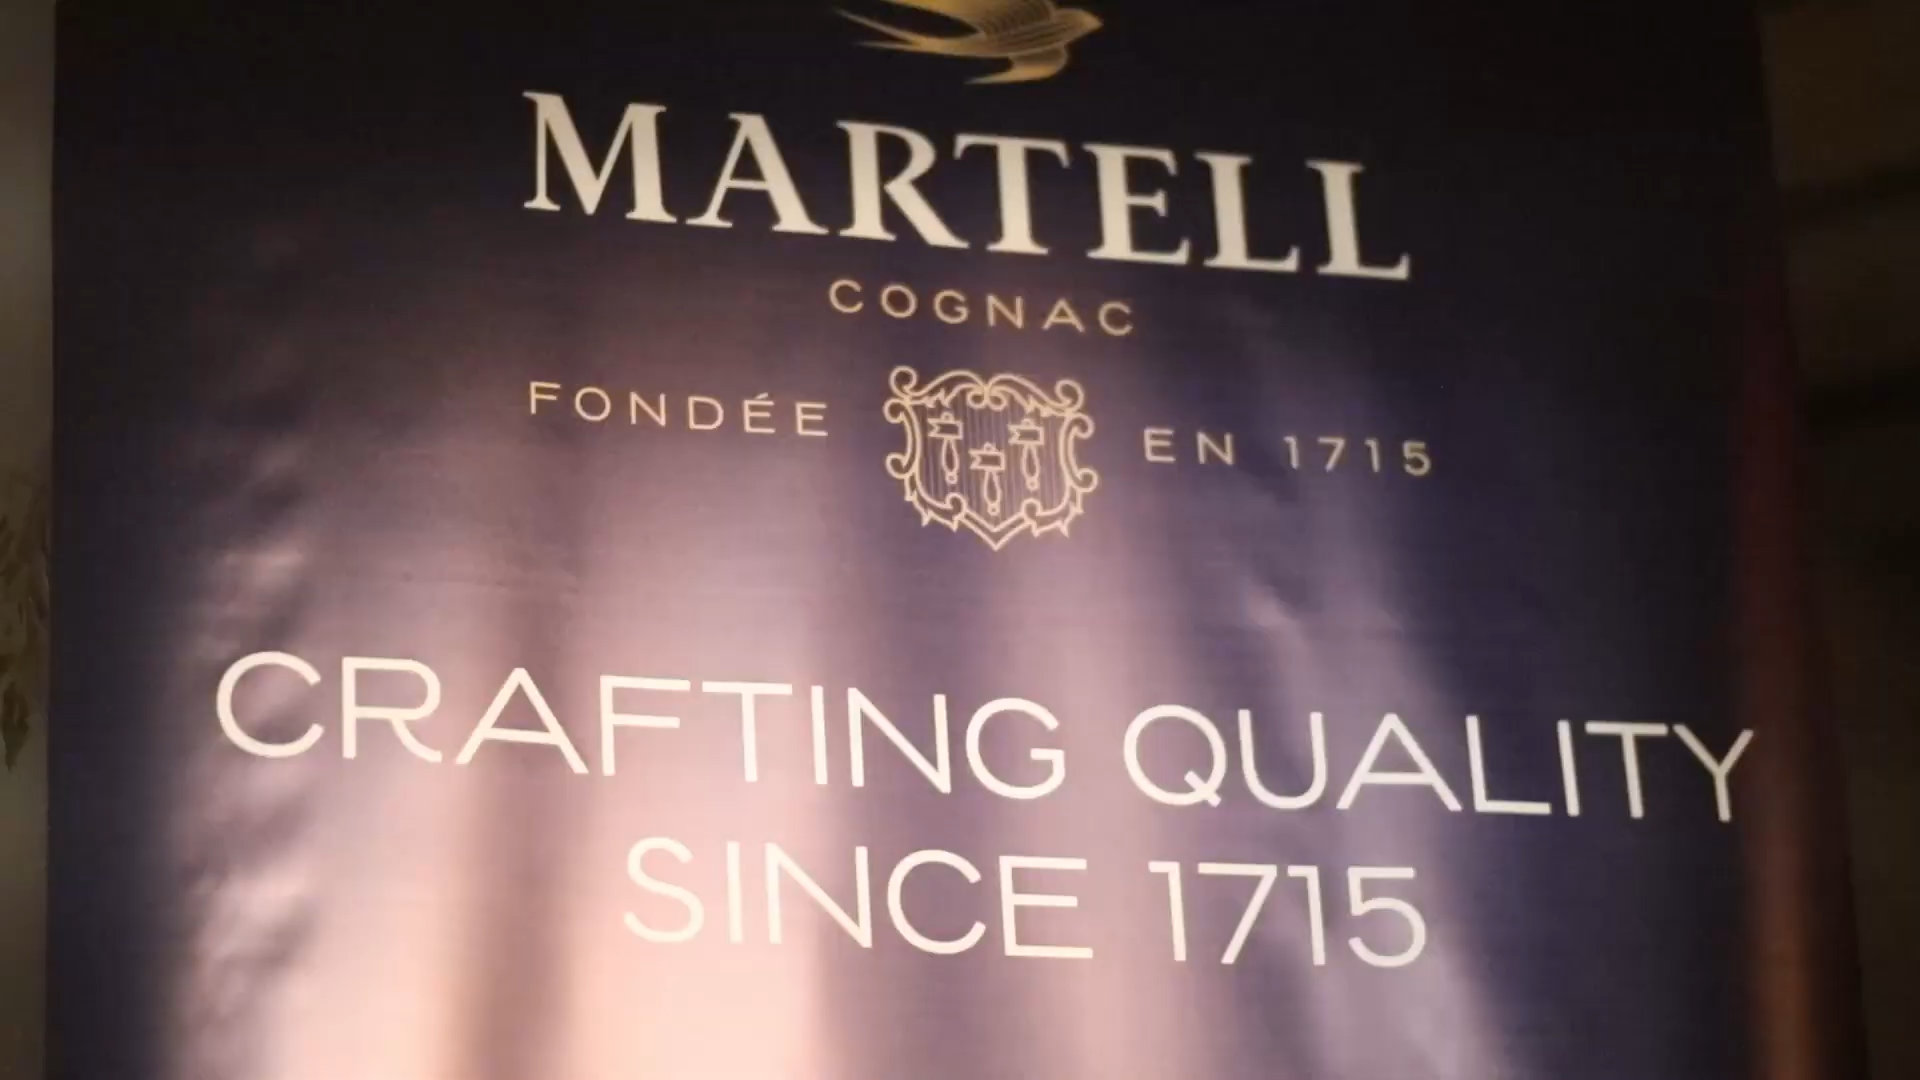 MARTELL
COGNAC
FONDÉE EN 1715
CRAFTING QUALITY
SINCE 1715